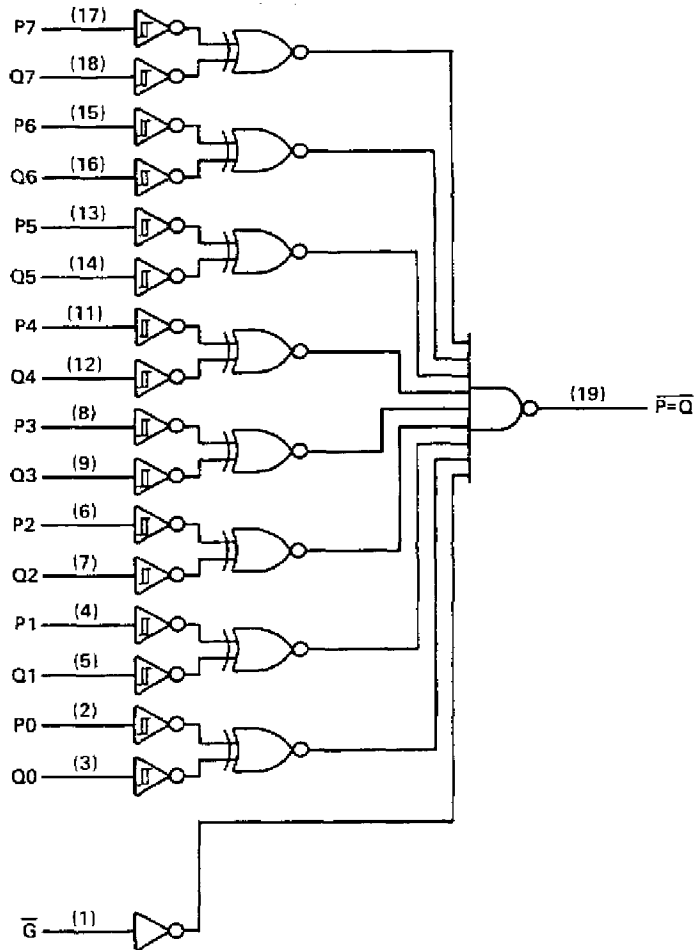 P7 (17)
Q7 (18)
P6 (15)
Q6 (16)
P5 (13)
Q5 (14)
P4 (11)
Q4 (12)
(19) P̅=̅Q̅
P3 (8)
Q3 (9)
P2 (6)
Q2 (7)
P1 (4)
Q1 (5)
P0 (2)
Q0 (3)
G̅ (1)